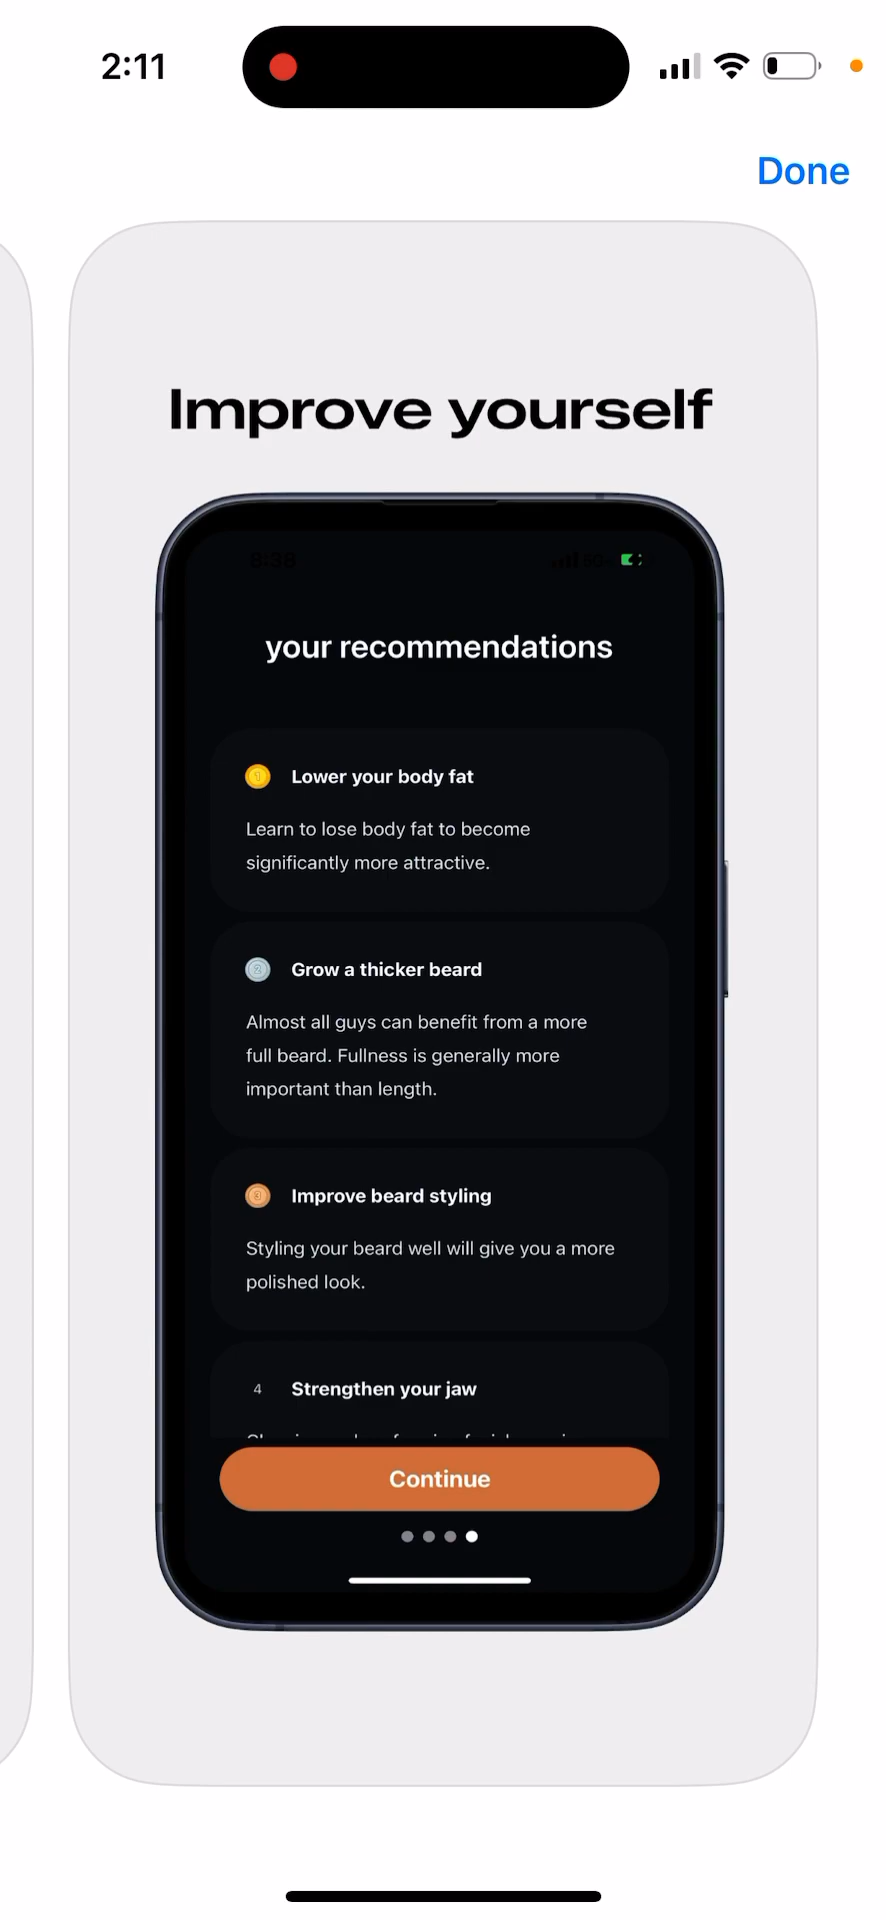 2:11
Done
Improve yourself
8:38
your recommendations
1 Lower your body fat
Learn to lose body fat to become
significantly more attractive.
2 Grow a thicker beard
Almost all guys can benefit from a more
full beard. Fullness is generally more
important than length.
3 Improve beard styling
Styling your beard well will give you a more
polished look.
4 Strengthen your jaw
Continue